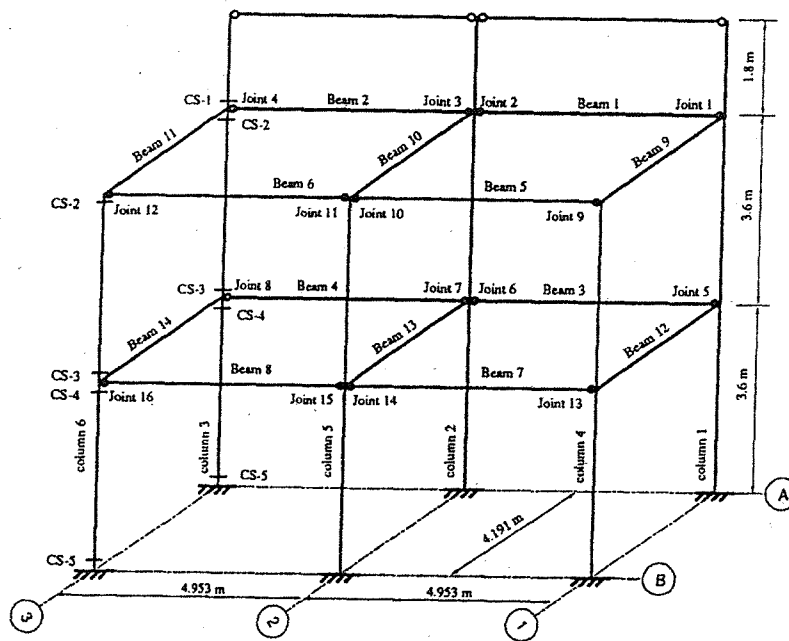 1.8 m
CS-1
Joint 4
Beam 2
Joint 3
Joint 2
Beam 1
Joint 1
CS-2
Beam 11
Beam 10
Beam 9
Beam 6
Beam 5
CS-2
Joint 12
Joint 11
Joint 10
Joint 9
3.6 m
CS-3
Joint 8
Beam 4
Joint 7
Joint 6
Beam 3
Joint 5
CS-4
Beam 14
Beam 13
Beam 12
CS-3
Beam 8
Beam 7
CS-4
Joint 16
Joint 15
Joint 14
Joint 13
3.6 m
column 6
column 3
column 5
column 2
column 4
column 1
CS-5
A
4.191 m
CS-5
B
4.953 m
4.953 m
3
2
1